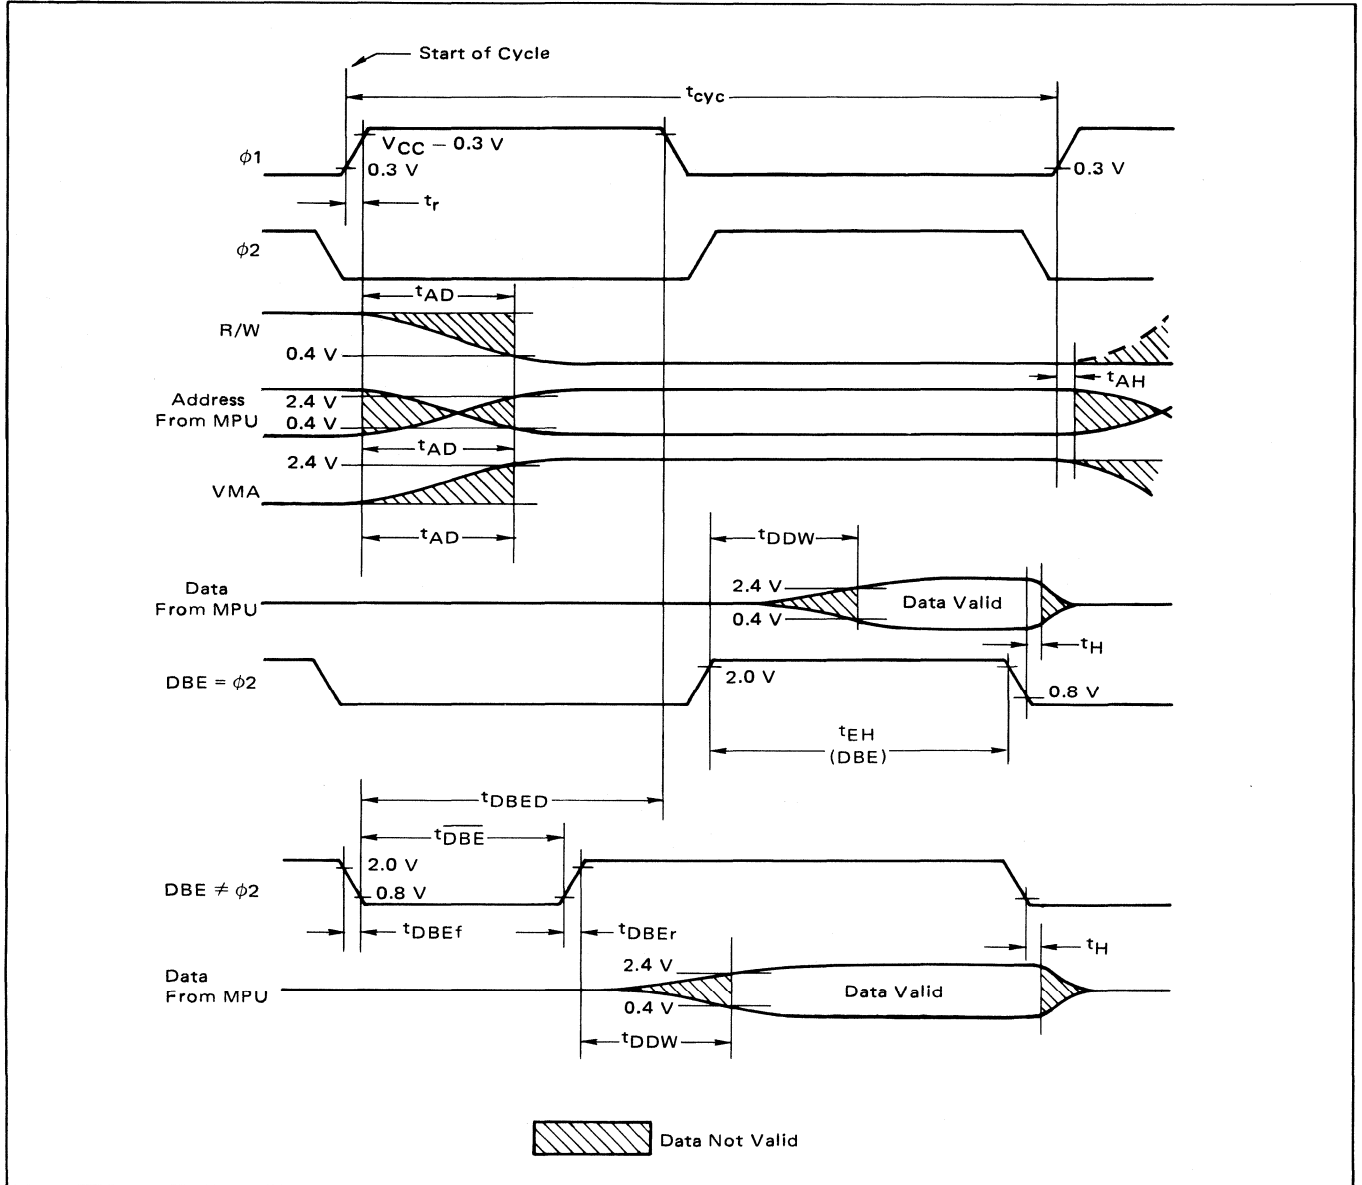 Start of Cycle
tcyc
VCC – 0.3 V
ϕ1
0.3 V
0.3 V
tr
ϕ2
tAD
R/W
0.4 V
tAH
Address
From MPU
2.4 V
0.4 V
tAD
2.4 V
VMA
tAD
tDDW
Data
From MPU
2.4 V
0.4 V
Data Valid
tH
DBE = ϕ2
2.0 V
0.8 V
tEH
(DBE)
tDBED
tD̅B̅E̅
DBE ≠ ϕ2
2.0 V
0.8 V
tDBEf
tDBEr
tH
Data
From MPU
2.4 V
0.4 V
Data Valid
tDDW
Data Not Valid